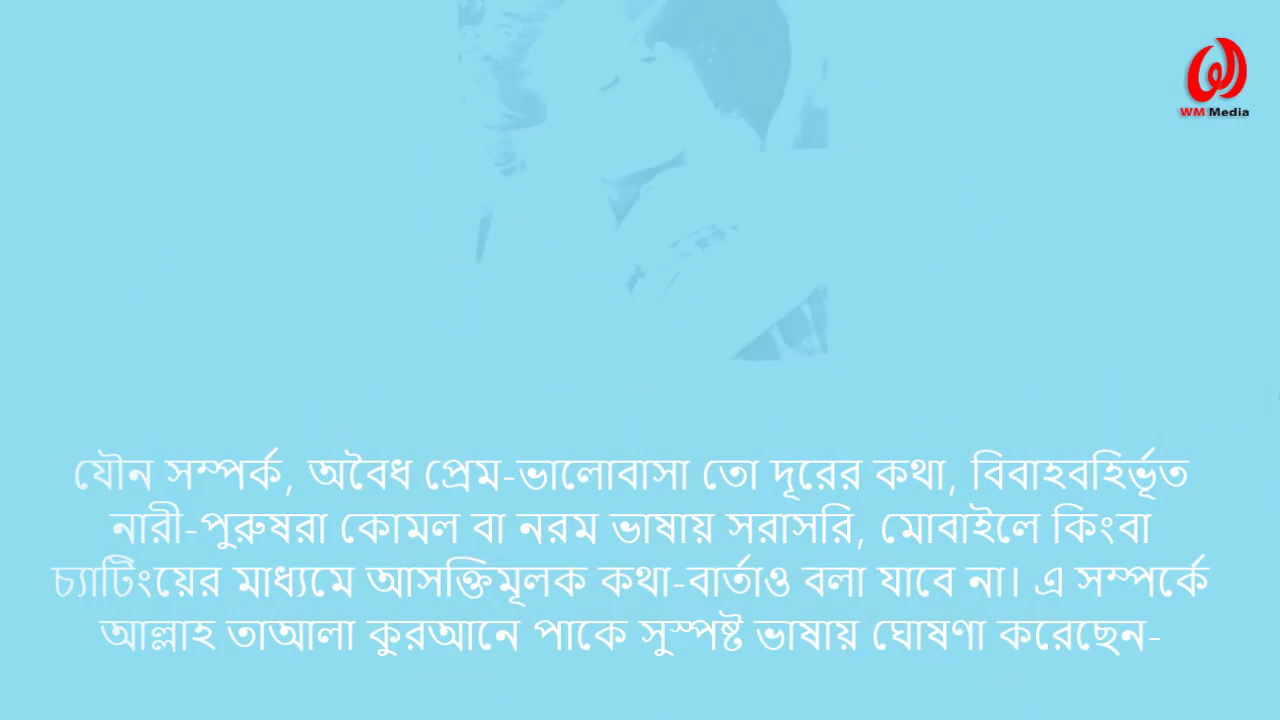 WM Media
যৌন সম্পর্ক, অবৈধ প্রেম-ভালোবাসা তো দূরের কথা, বিবাহবহির্ভূত
নারী-পুরুষরা কোমল বা নরম ভাষায় সরাসরি, মোবাইলে কিংবা
চ্যাটিংয়ের মাধ্যমে আসক্তিমূলক কথা-বার্তাও বলা যাবে না। এ সম্পর্কে
আল্লাহ তাআলা কুরআনে পাকে সুস্পষ্ট ভাষায় ঘোষণা করেছেন-